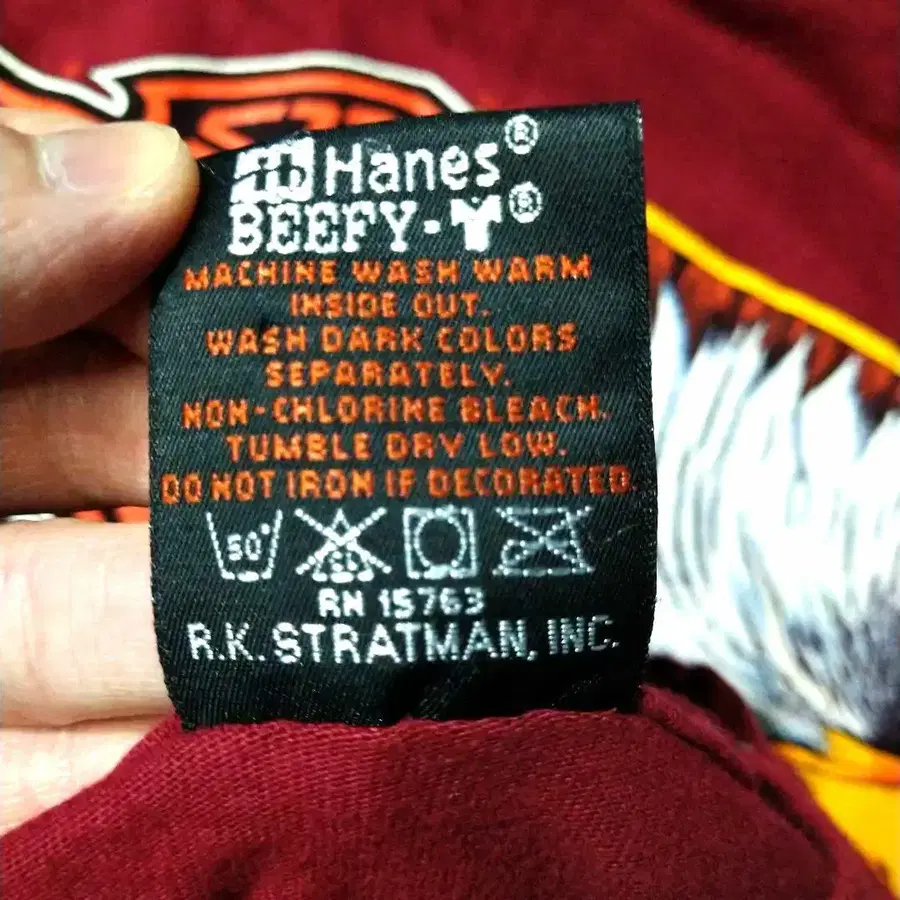 Hanes®
BEEFY-T®
MACHINE WASH WARM
INSIDE OUT.
WASH DARK COLORS
SEPARATELY.
NON-CHLORINE BLEACH.
TUMBLE DRY LOW.
DO NOT IRON IF DECORATED.
50° CL
RN 15763
R.K. STRATMAN, INC.